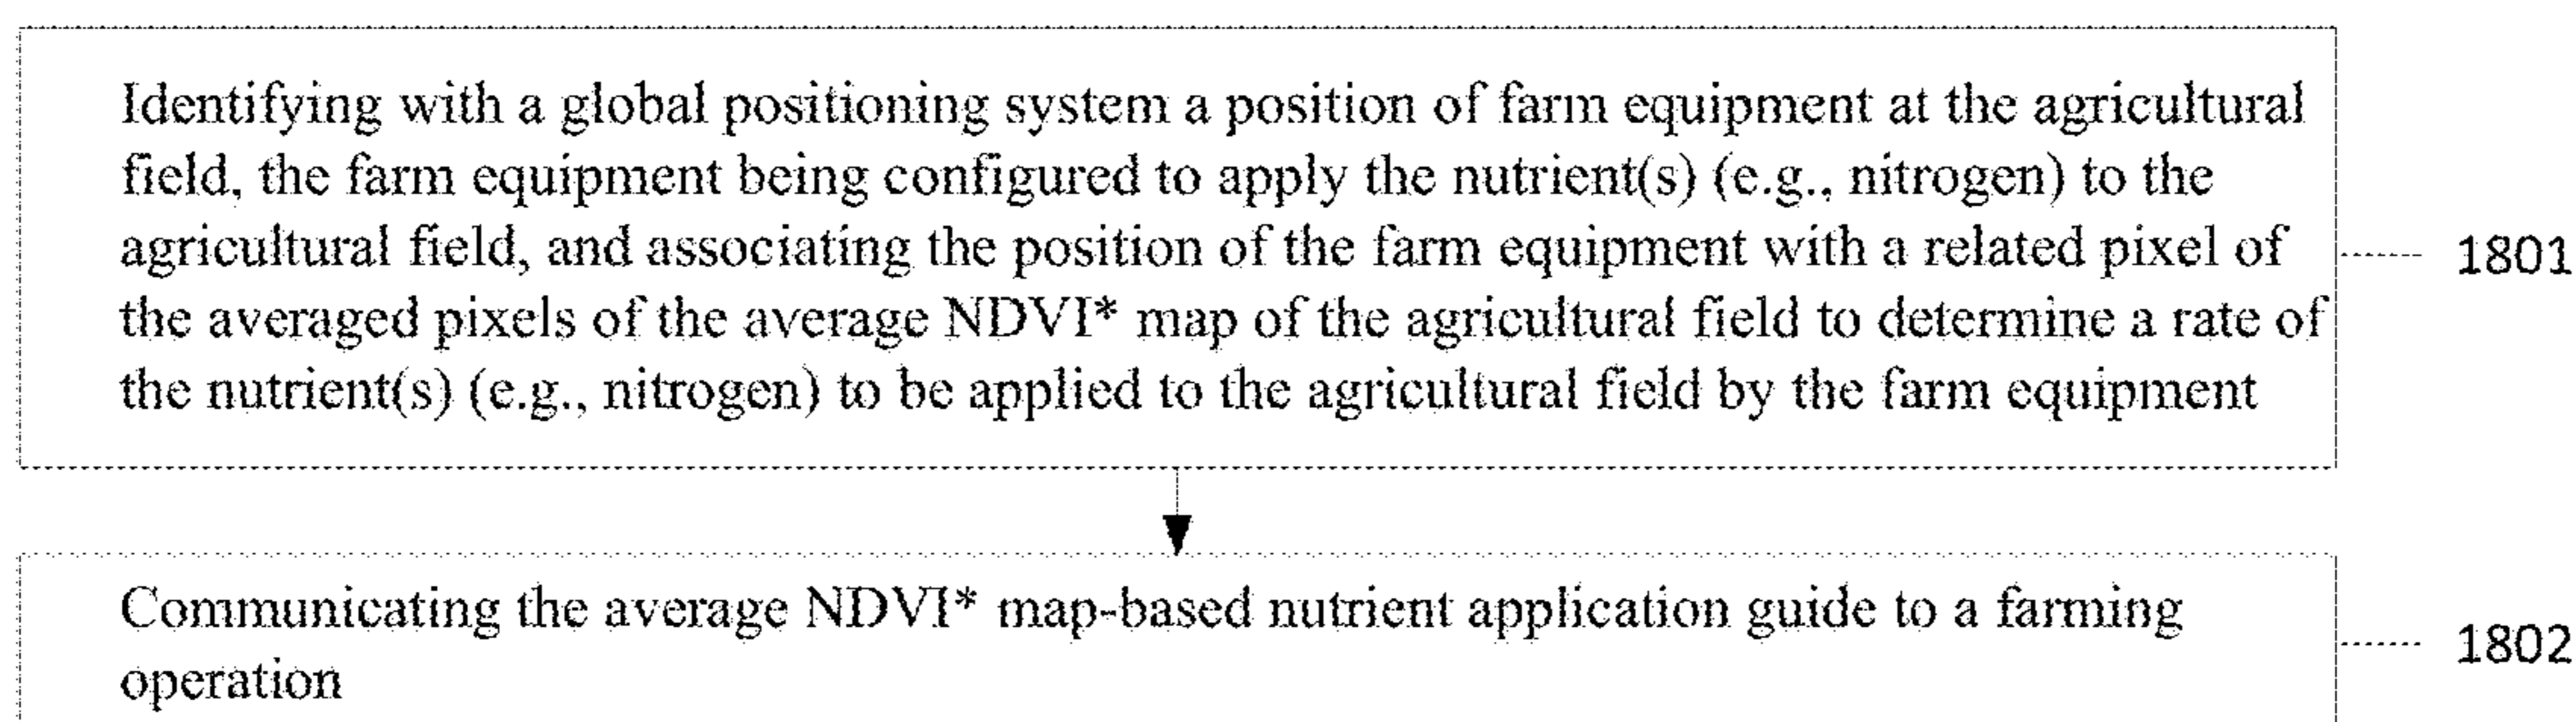 Identifying with a global positioning system a position of farm equipment at the agricultural
field, the farm equipment being configured to apply the nutrient(s) (e.g., nitrogen) to the
agricultural field, and associating the position of the farm equipment with a related pixel of
the averaged pixels of the average NDVI* map of the agricultural field to determine a rate of
the nutrient(s) (e.g., nitrogen) to be applied to the agricultural field by the farm equipment
1801
Communicating the average NDVI* map-based nutrient application guide to a farming
operation
1802